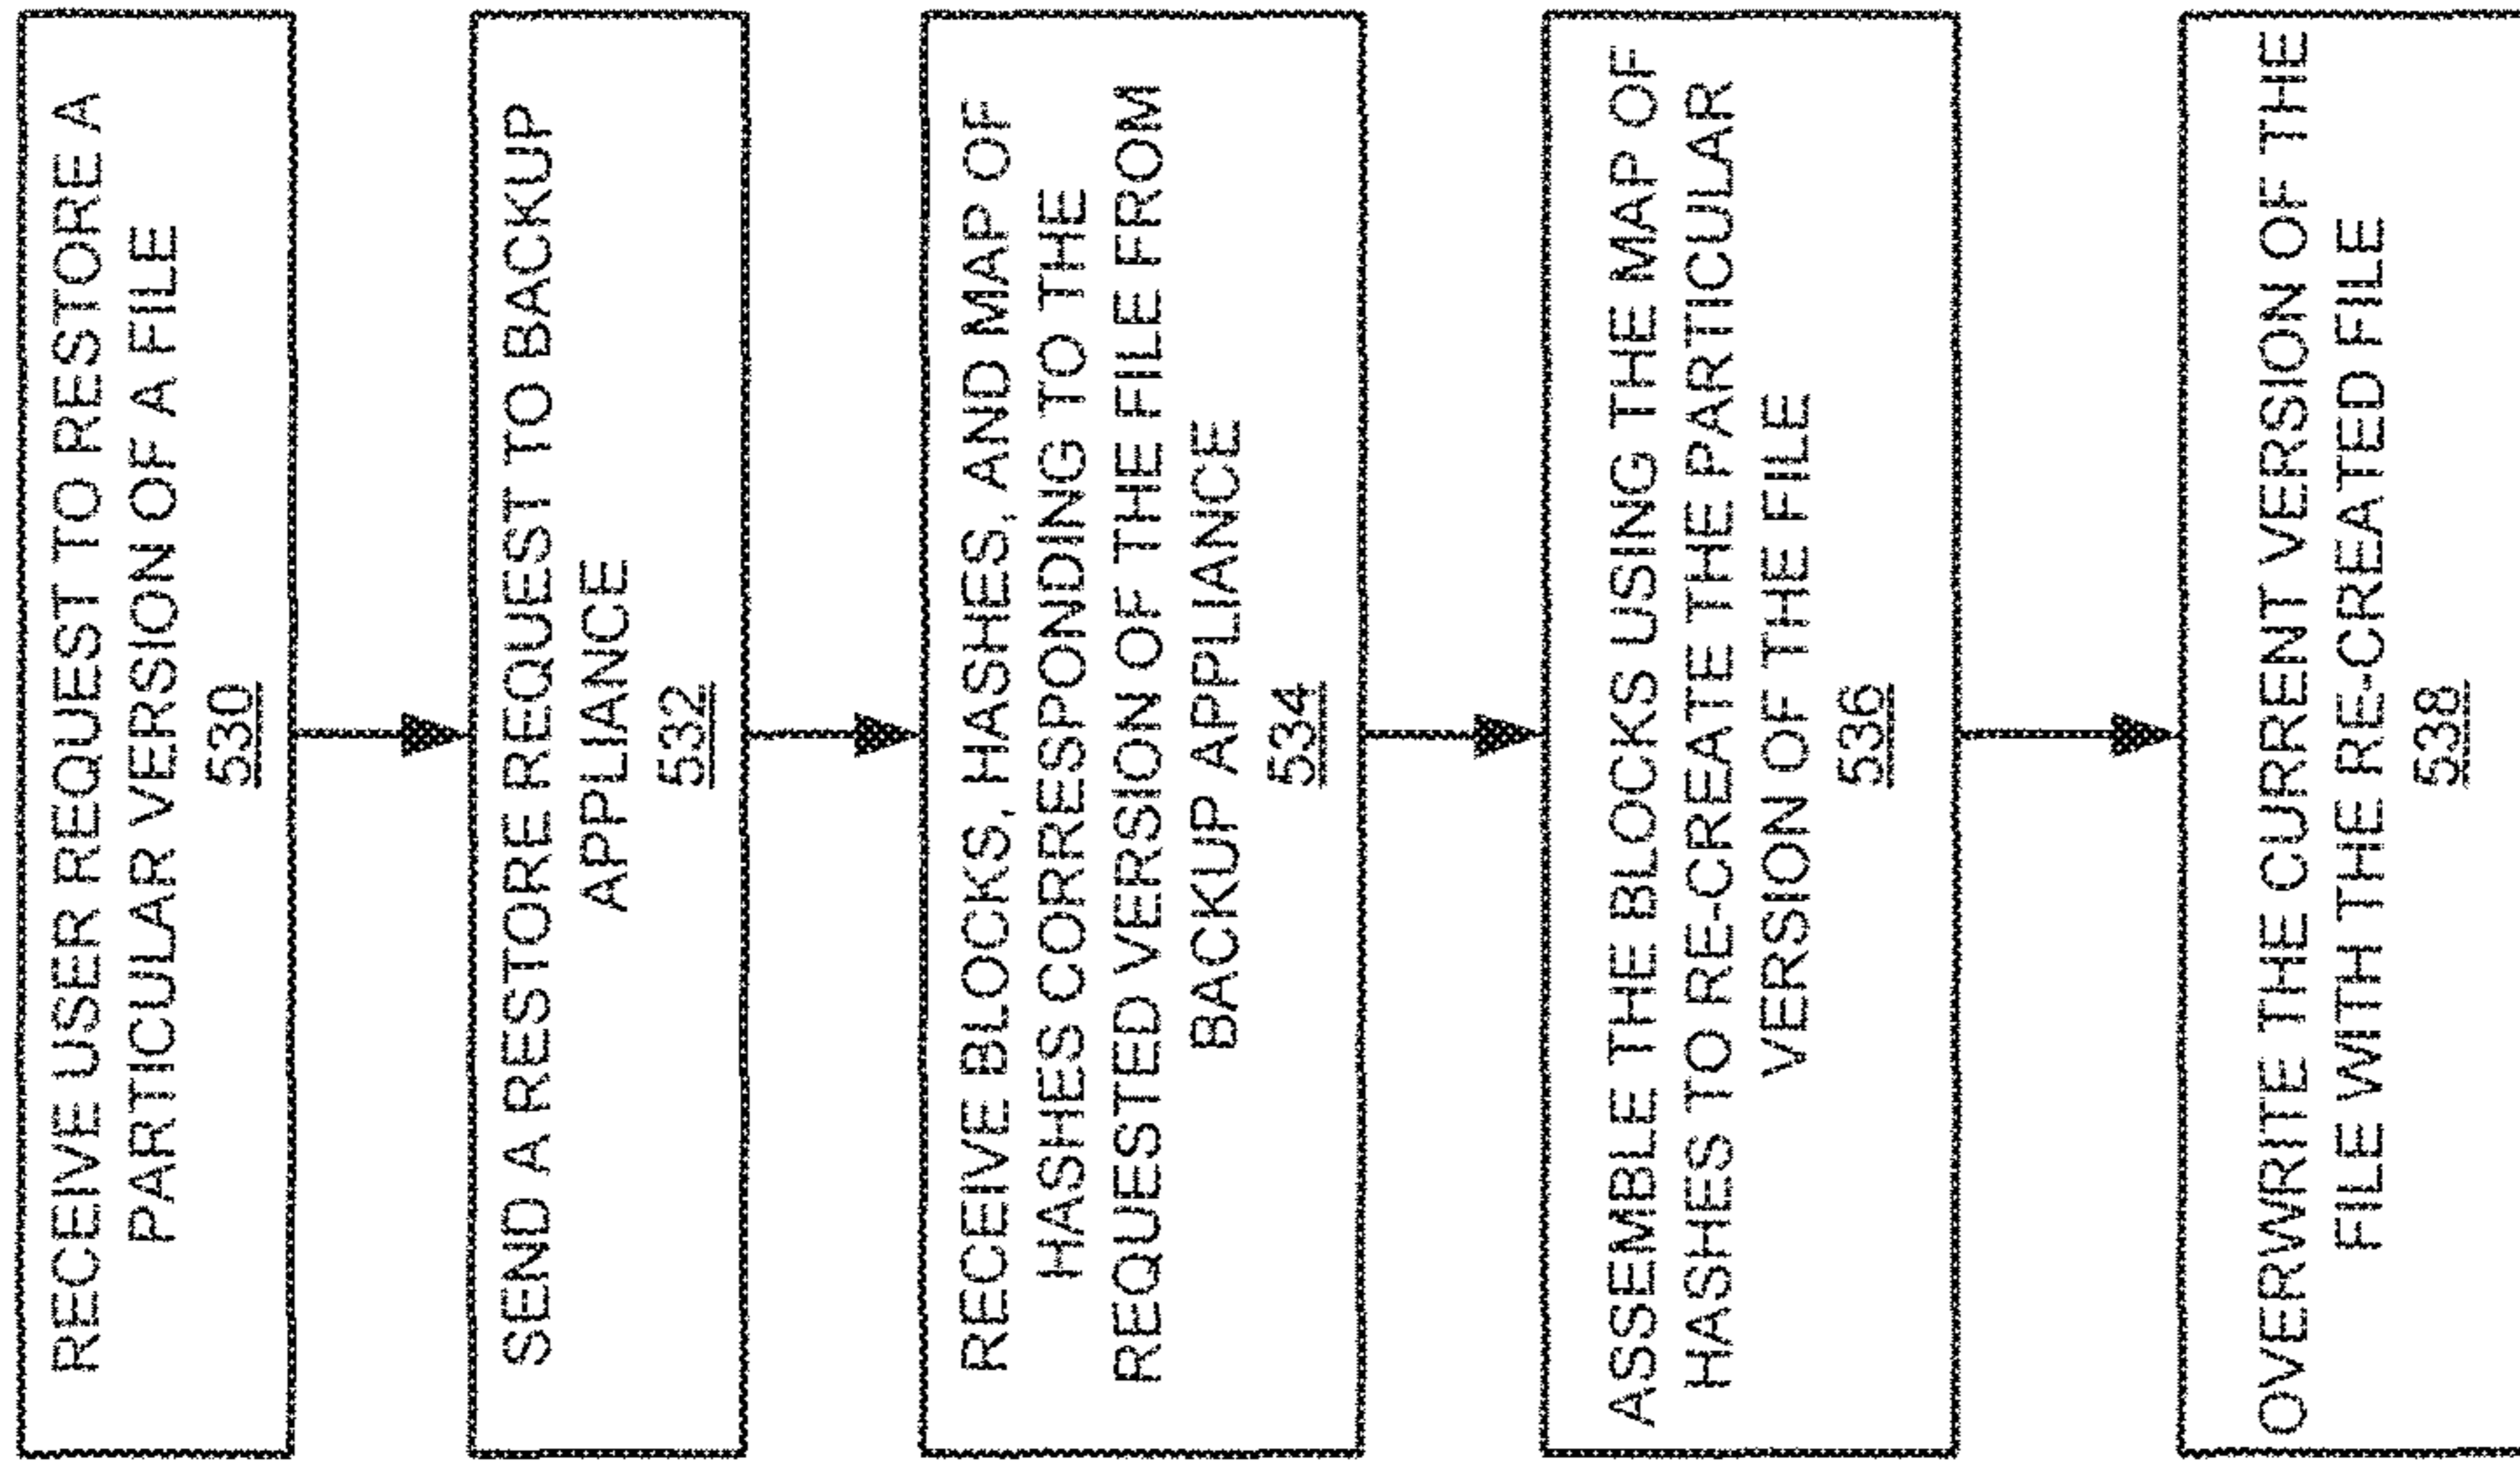 RECEIVE USER REQUEST TO RESTORE A
PARTICULAR VERSION OF A FILE
530
SEND A RESTORE REQUEST TO BACKUP
APPLIANCE
532
RECEIVE BLOCKS, HASHES, AND MAP OF
HASHES CORRESPONDING TO THE
REQUESTED VERSION OF THE FILE FROM
BACKUP APPLIANCE
534
ASSEMBLE THE BLOCKS USING THE MAP OF
HASHES TO RE-CREATE THE PARTICULAR
VERSION OF THE FILE
536
OVERWRITE THE CURRENT VERSION OF THE
FILE WITH THE RE-CREATED FILE
538